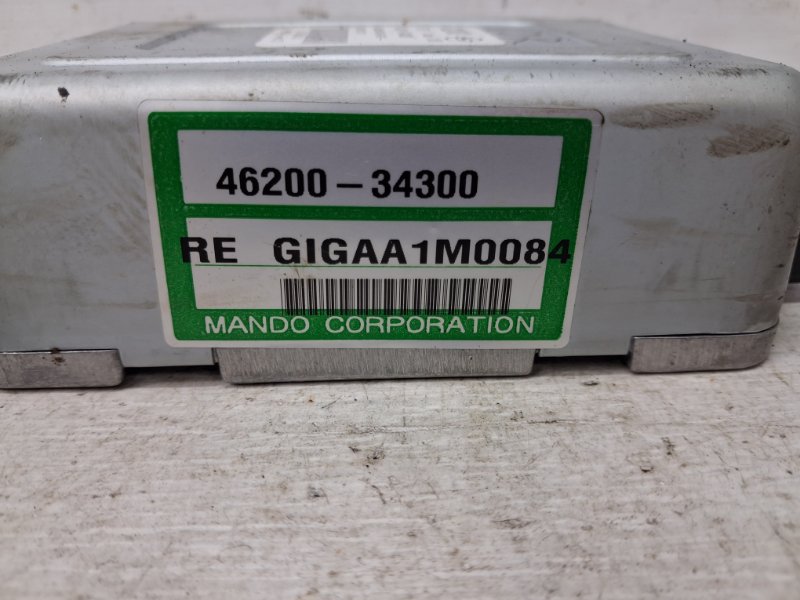 46200-34300
RE GIGAA1M0084
MANDO CORPORATION